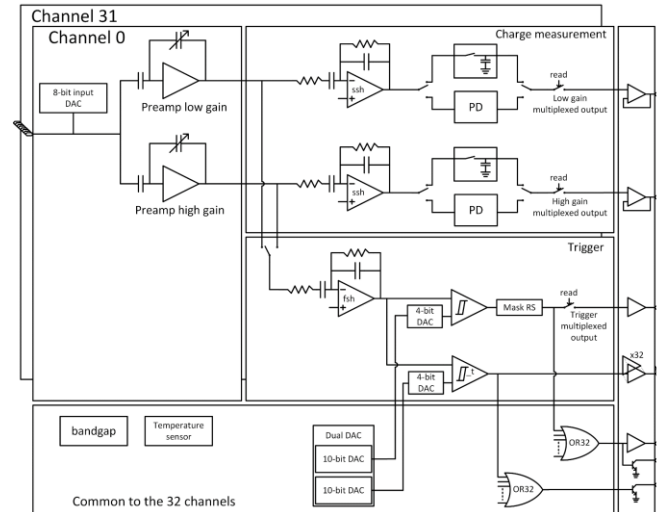 Channel 31
Channel 0
Charge measurement
8-bit input
DAC
Preamp low gain
ssh
PD
read
Low gain
multiplexed output
Preamp high gain
ssh
PD
read
High gain
multiplexed output
Trigger
fsh
4-bit
DAC
Mask RS
read
Trigger
multiplexed
output
4-bit
DAC
_t
x32
bandgap
Temperature
sensor
Dual DAC
10-bit DAC
10-bit DAC
OR32
OR32
Common to the 32 channels